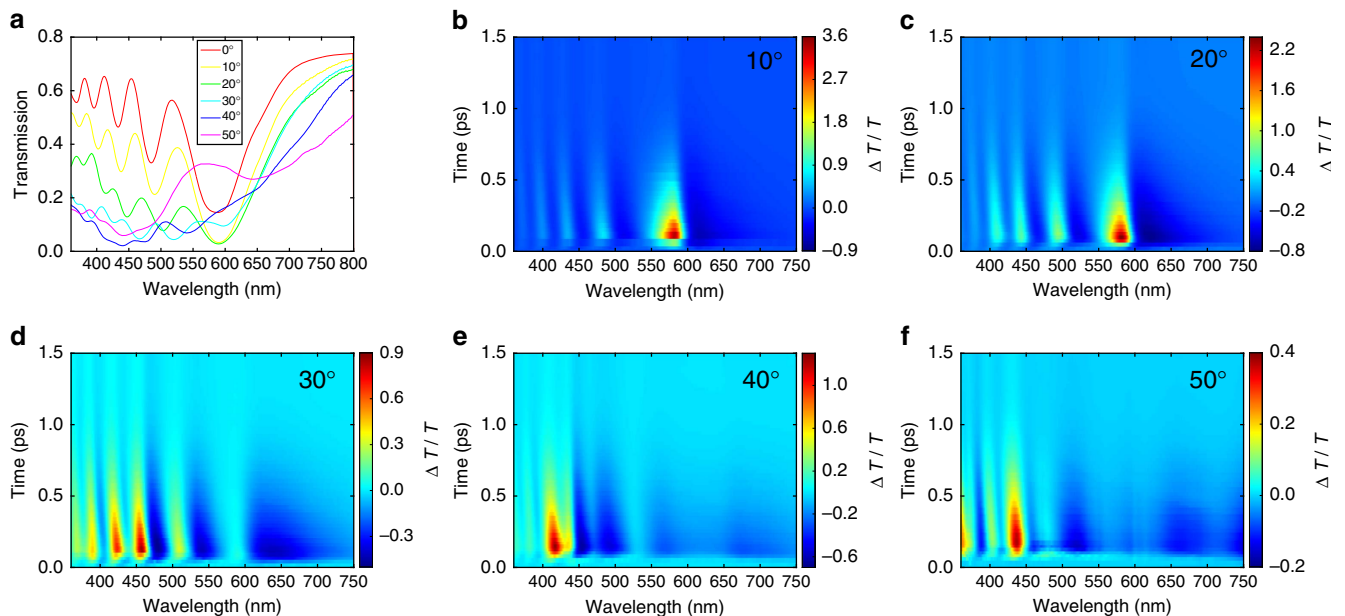 a
0.8
0.6
0.4
0.2
0.0
Transmission
0°
10°
20°
30°
40°
50°
400 450 500 550 600 650 700 750 800
Wavelength (nm)
b
1.5
1.0
0.5
0.0
Time (ps)
10°
400 450 500 550 600 650 700 750
Wavelength (nm)
3.6
2.7
1.8
0.9
0.0
−0.9
Δ T / T
c
1.5
1.0
0.5
0.0
Time (ps)
20°
400 450 500 550 600 650 700 750
Wavelength (nm)
2.2
1.6
1.0
0.4
−0.2
−0.8
Δ T / T
d
1.5
1.0
0.5
0.0
Time (ps)
30°
400 450 500 550 600 650 700 750
Wavelength (nm)
0.9
0.6
0.3
0.0
−0.3
Δ T / T
e
1.5
1.0
0.5
0.0
Time (ps)
40°
400 450 500 550 600 650 700 750
Wavelength (nm)
1.0
0.7
0.2
−0.2
−0.6
Δ T / T
f
1.5
1.0
0.5
0.0
Time (ps)
50°
400 450 500 550 600 650 700 750
Wavelength (nm)
0.4
0.2
0.0
−0.1
−0.2
Δ T / T